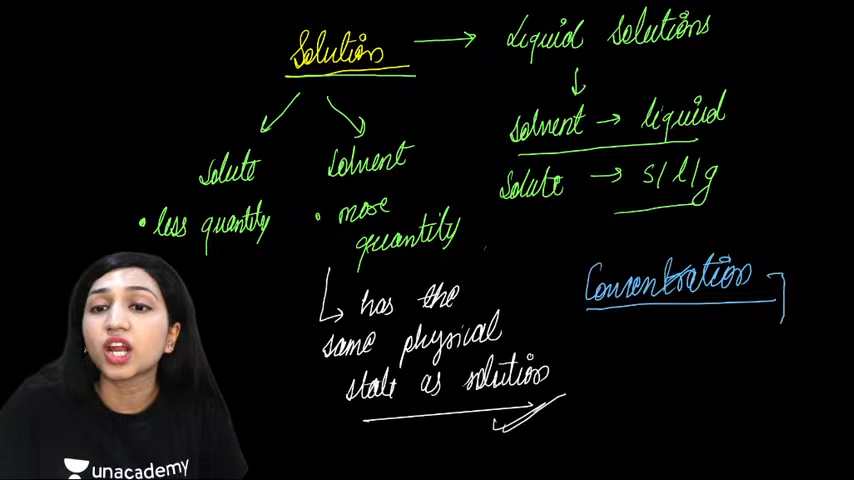 Solution → Liquid solutions
solvent → liquid
solute → s/l/g
solute
• less quantity
solvent
• more
quantity
↳ has the
same physical
state as solution
Concentration
unacademy